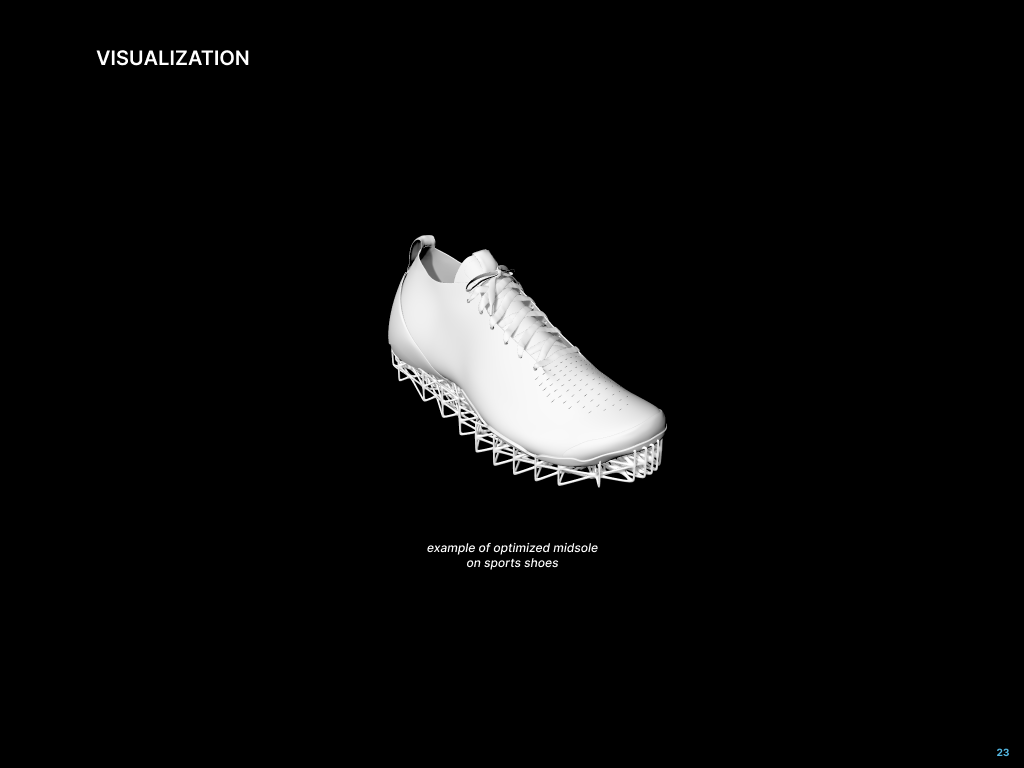 VISUALIZATION
example of optimized midsole
on sports shoes
23